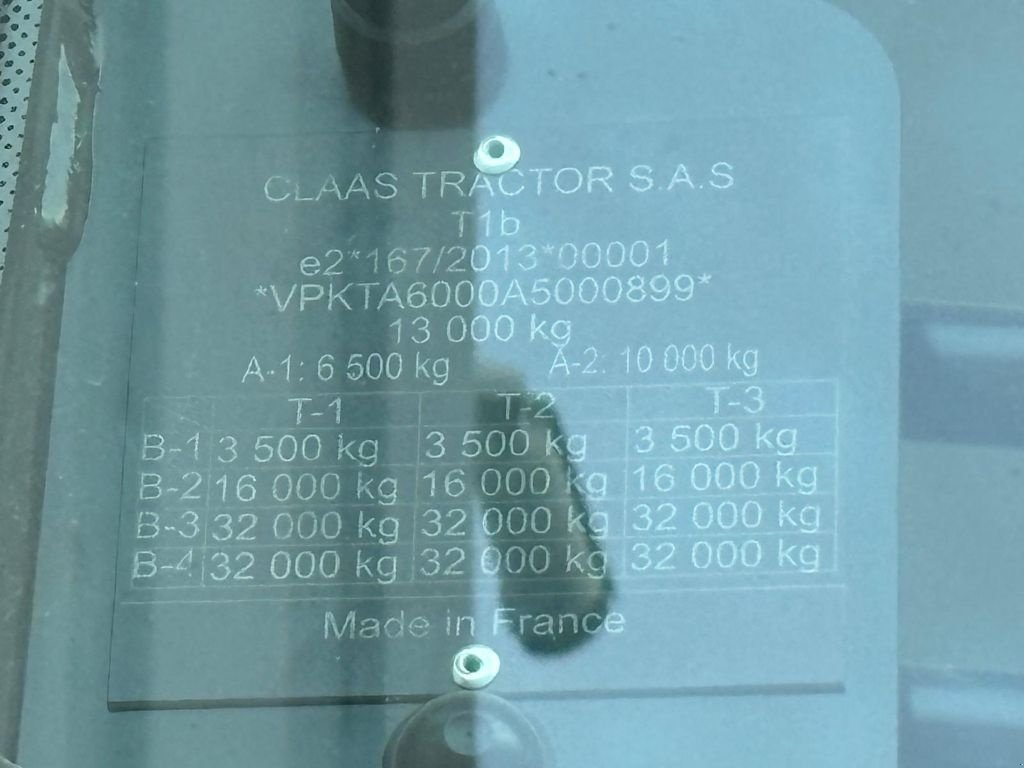 CLAAS TRACTOR S.A.S
T1b
e2*167/2013*00001
*VPKTA6000A5000899*
13 000 kg
A-1: 6 500 kg A-2: 10 000 kg
T-1 T-2 T-3
B-1 3 500 kg 3 500 kg 3 500 kg
B-2 16 000 kg 16 000 kg 16 000 kg
B-3 32 000 kg 32 000 kg 32 000 kg
B-4 32 000 kg 32 000 kg 32 000 kg
Made in France